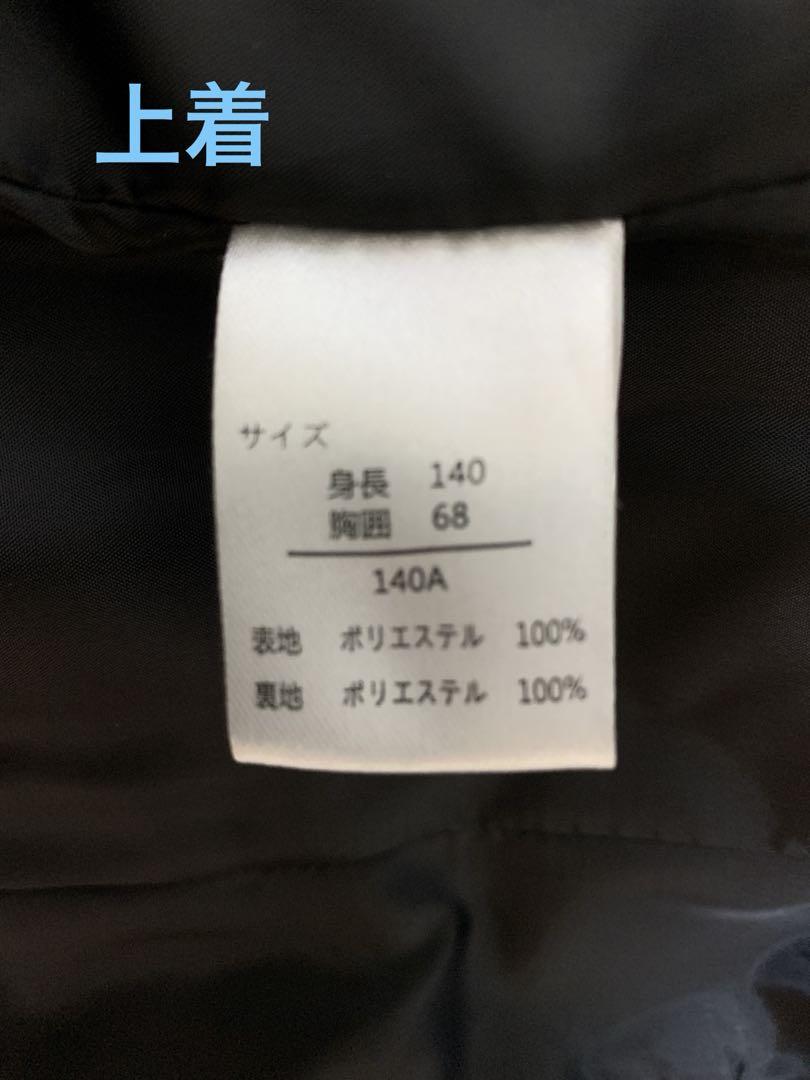 上着
サイズ
身長 140
胸囲 68
140A
表地 ポリエステル 100%
裏地 ポリエステル 100%